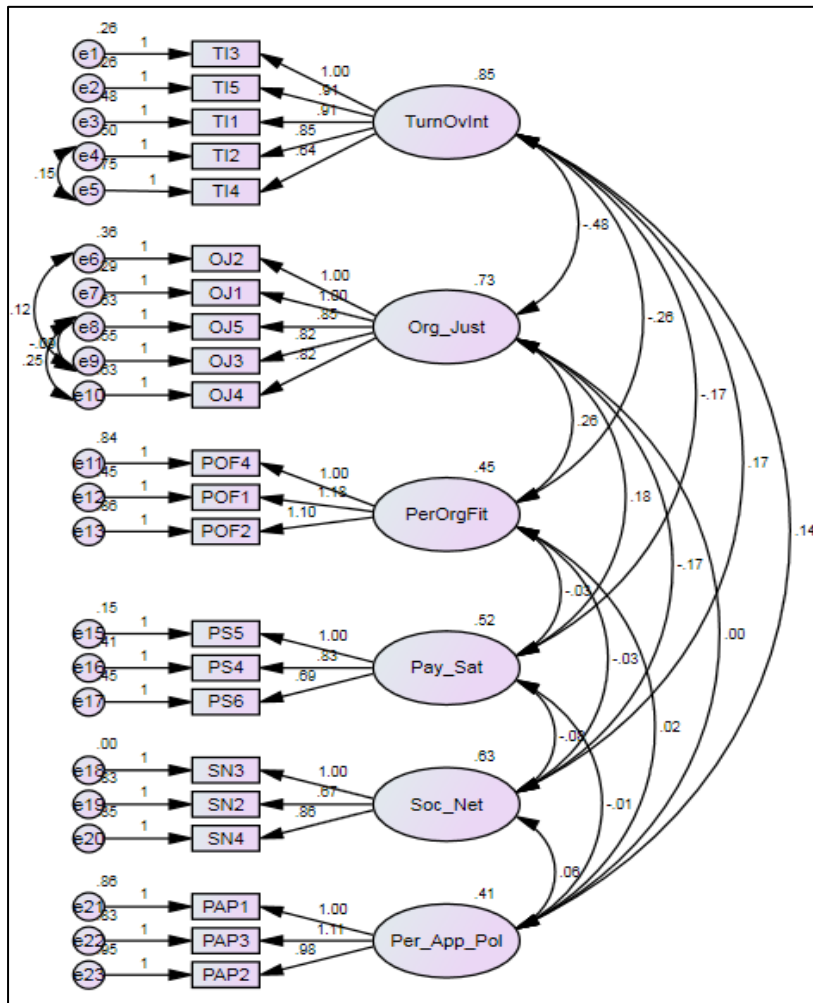 .26
e1 1 TI3
.26
e2 1 TI5
.48
e3 1 TI1
.50
e4 1 TI2
.75
e5 1 TI4
.15
1.00
.91
.91
.85
.64
.85
TurnOvInt
.36
e6 1 OJ2
.29
e7 1 OJ1
.63
e8 1 OJ5
.55
e9 1 OJ3
.63
e10 1 OJ4
.12
.25
1.00
1.00
.85
.82
.82
.73
Org_Just
.84
e11 1 POF4
.45
e12 1 POF1
.86
e13 1 POF2
1.00
1.18
1.10
.45
PerOrgFit
.15
e15 1 PS5
.41
e16 1 PS4
.45
e17 1 PS6
1.00
.83
.69
.52
Pay_Sat
.00
e18 1 SN3
.83
e19 1 SN2
.85
e20 1 SN4
1.00
.67
.86
.63
Soc_Net
.86
e21 1 PAP1
.83
e22 1 PAP3
.95
e23 1 PAP2
1.00
1.11
.98
.41
Per_App_Pol
-.48
-.26
-.17
.17
.14
.26
.18
-.17
.00
-.03
-.03
.02
-.01
.06